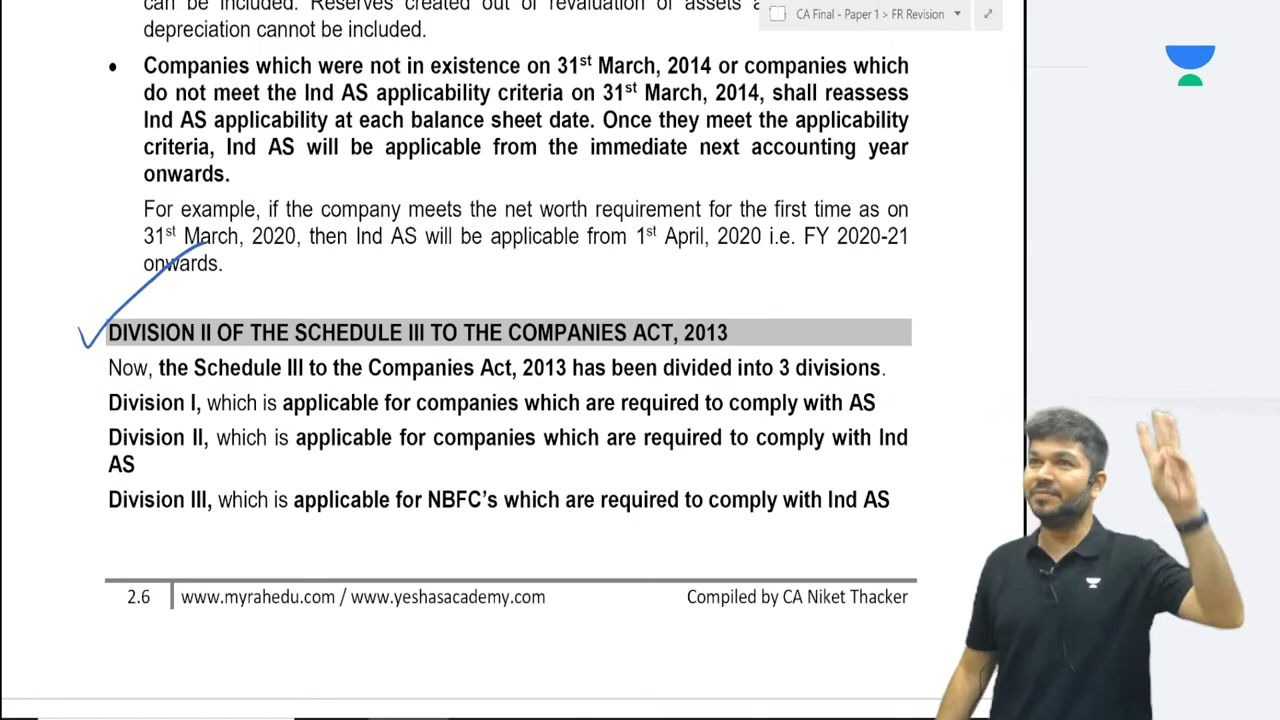 can be included. Reserves created out of revaluation of assets
depreciation cannot be included.
CA Final - Paper 1 > FR Revision
• Companies which were not in existence on 31st March, 2014 or companies which
do not meet the Ind AS applicability criteria on 31st March, 2014, shall reassess
Ind AS applicability at each balance sheet date. Once they meet the applicability
criteria, Ind AS will be applicable from the immediate next accounting year
onwards.
For example, if the company meets the net worth requirement for the first time as on
31st March, 2020, then Ind AS will be applicable from 1st April, 2020 i.e. FY 2020-21
onwards.
DIVISION II OF THE SCHEDULE III TO THE COMPANIES ACT, 2013
Now, the Schedule III to the Companies Act, 2013 has been divided into 3 divisions.
Division I, which is applicable for companies which are required to comply with AS
Division II, which is applicable for companies which are required to comply with Ind
AS
Division III, which is applicable for NBFC's which are required to comply with Ind AS
2.6 www.myrahedu.com / www.yeshasacademy.com Compiled by CA Niket Thacker